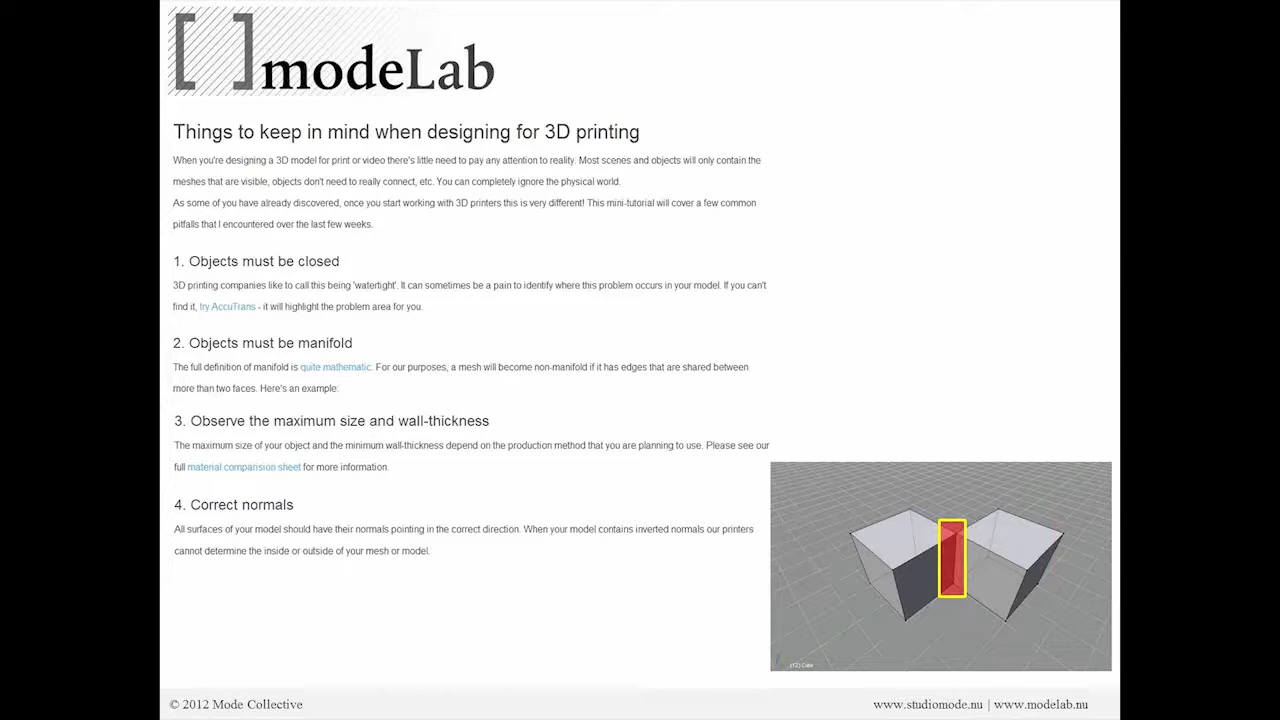 [ ]modeLab
Things to keep in mind when designing for 3D printing
When you're designing a 3D model for print or video there's little need to pay any attention to reality. Most scenes and objects will only contain the
meshes that are visible, objects don't need to really connect, etc. You can completely ignore the physical world.
As some of you have already discovered, once you start working with 3D printers this is very different! This mini-tutorial will cover a few common
pitfalls that I encountered over the last few weeks.
1. Objects must be closed
3D printing companies like to call this being 'watertight'. It can sometimes be a pain to identify where this problem occurs in your model. If you can't
find it, try AccuTrans - it will highlight the problem area for you.
2. Objects must be manifold
The full definition of manifold is quite mathematic. For our purposes, a mesh will become non-manifold if it has edges that are shared between
more than two faces. Here's an example:
3. Observe the maximum size and wall-thickness
The maximum size of your object and the minimum wall-thickness depend on the production method that you are planning to use. Please see our
full material comparision sheet for more information.
4. Correct normals
All surfaces of your model should have their normals pointing in the correct direction. When your model contains inverted normals our printers
cannot determine the inside or outside of your mesh or model.
(12) Cube
© 2012 Mode Collective
www.studiomode.nu | www.modelab.nu